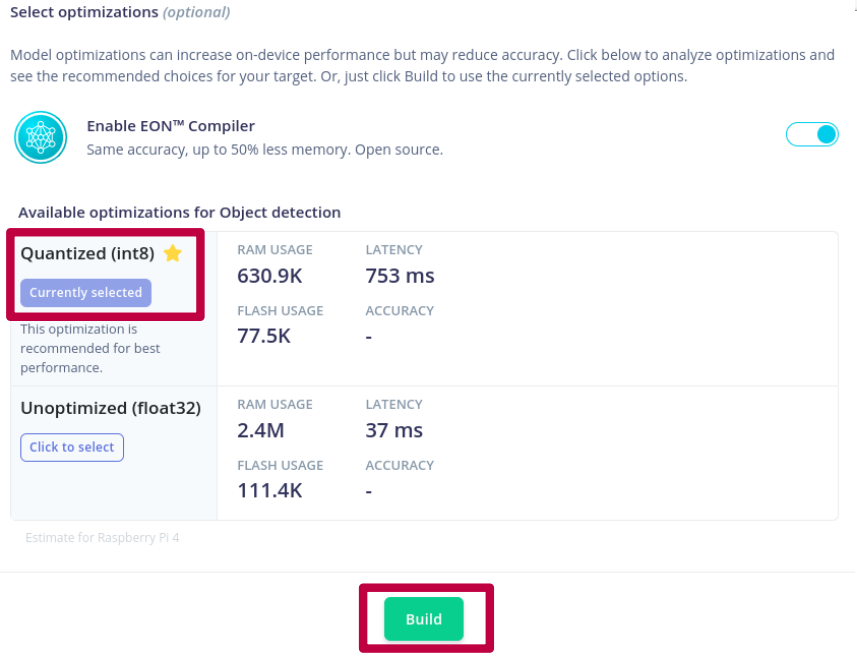 Select optimizations (optional)
Model optimizations can increase on-device performance but may reduce accuracy. Click below to analyze optimizations and
see the recommended choices for your target. Or, just click Build to use the currently selected options.
Enable EON™ Compiler
Same accuracy, up to 50% less memory. Open source.
Available optimizations for Object detection
Quantized (int8)
Currently selected
This optimization is
recommended for best
performance.
RAM USAGE LATENCY
630.9K 753 ms
FLASH USAGE ACCURACY
77.5K -
Unoptimized (float32)
Click to select
RAM USAGE LATENCY
2.4M 37 ms
FLASH USAGE ACCURACY
111.4K -
Estimate for Raspberry Pi 4
Build